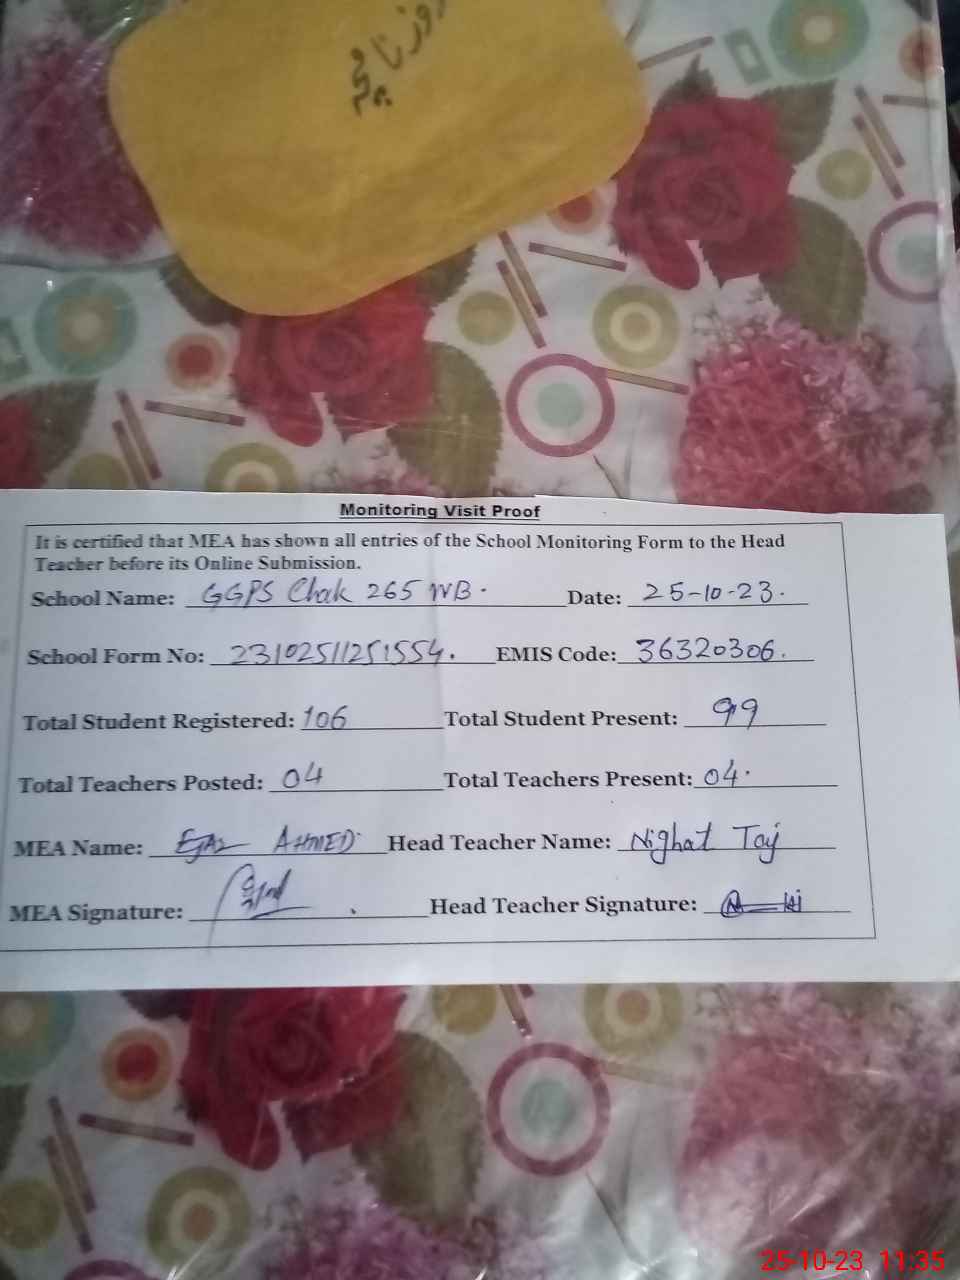 روزنامچہ
Monitoring Visit Proof
It is certified that MEA has shown all entries of the School Monitoring Form to the Head
Teacher before its Online Submission.
School Name: GGPS Chak 265 WB. Date: 25-10-23.
School Form No: 23102511251554. EMIS Code: 36320306.
Total Student Registered: 106 Total Student Present: 99
Total Teachers Posted: 04 Total Teachers Present: 04.
MEA Name: EJAZ AHMED Head Teacher Name: Nighat Taj
MEA Signature: Head Teacher Signature:
25-10-23 11:35